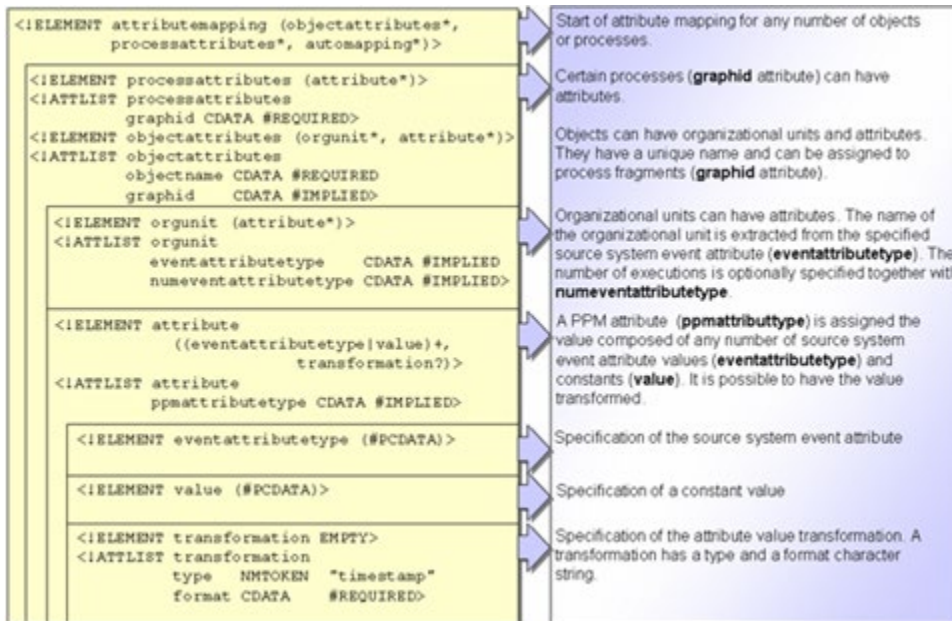 <!ELEMENT attributemapping (objectattributes*,
processattributes*, automapping*)>
<!ELEMENT processattributes (attribute*)>
<!ATTLIST processattributes
graphid CDATA #REQUIRED>
<!ELEMENT objectattributes (orgunit*, attribute*)>
<!ATTLIST objectattributes
objectname CDATA #REQUIRED
graphid CDATA #IMPLIED>
<!ELEMENT orgunit (attribute*)>
<!ATTLIST orgunit
eventattributetype CDATA #IMPLIED
numeventattributetype CDATA #IMPLIED>
<!ELEMENT attribute
((eventattributetype|value)+,
transformation?)>
<!ATTLIST attribute
ppmattributetype CDATA #IMPLIED>
<!ELEMENT eventattributetype (#PCDATA)>
<!ELEMENT value (#PCDATA)>
<!ELEMENT transformation EMPTY>
<!ATTLIST transformation
type NMTOKEN "timestamp"
format CDATA #REQUIRED>
Start of attribute mapping for any number of objects
or processes.
Certain processes (graphid attribute) can have
attributes.
Objects can have organizational units and attributes.
They have a unique name and can be assigned to
process fragments (graphid attribute).
Organizational units can have attributes. The name of
the organizational unit is extracted from the specified
source system event attribute (eventattributetype). The
number of executions is optionally specified together with
numeventattributetype.
A PPM attribute (ppmattributtype) is assigned the
value composed of any number of source system
event attribute values (eventattributetype) and
constants (value). It is possible to have the value
transformed.
Specification of the source system event attribute
Specification of a constant value
Specification of the attribute value transformation. A
transformation has a type and a format character
string.